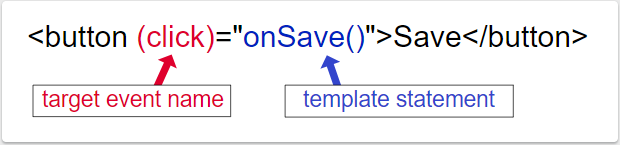 <button (click)="onSave()">Save</button>
target event name
template statement